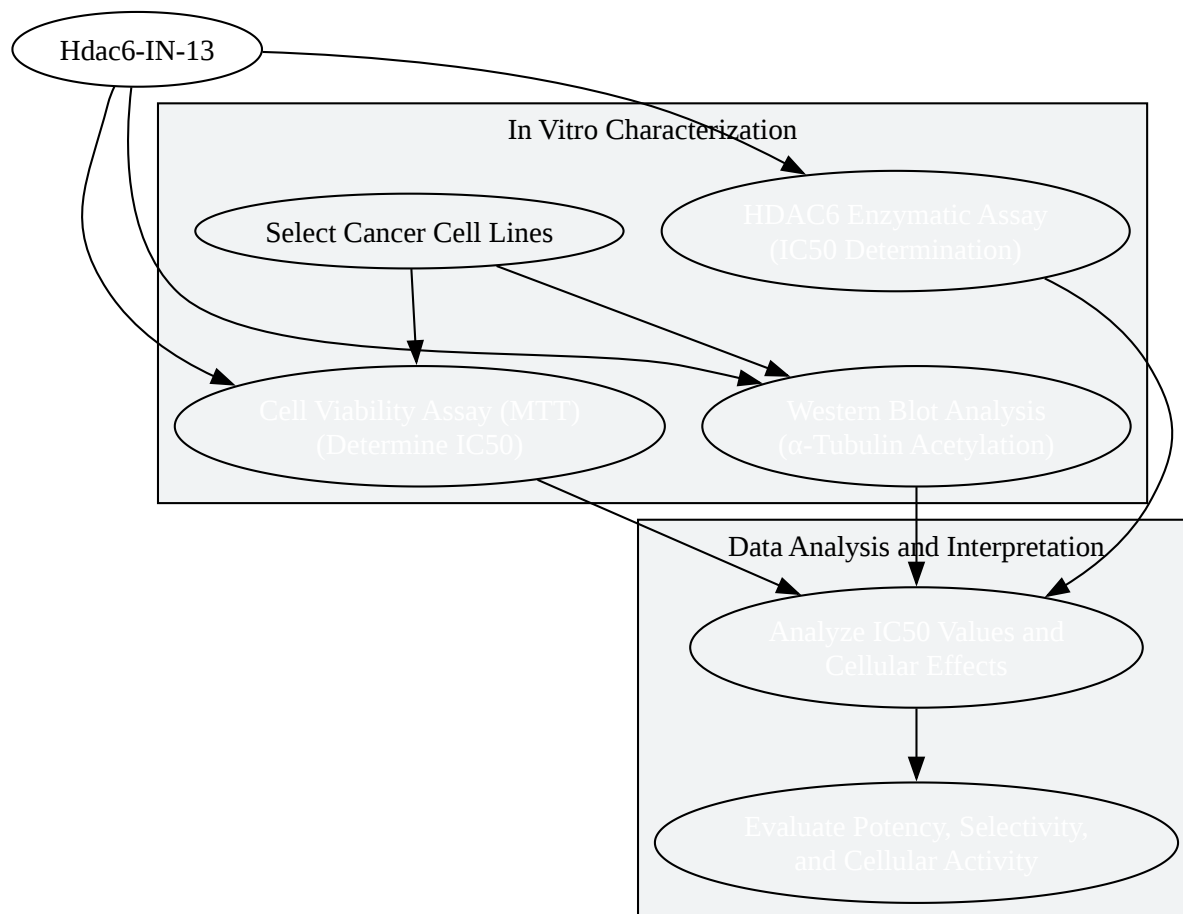 Hdac6-IN-13
In Vitro Characterization
HDAC6 Enzymatic Assay
(IC50 Determination)
Select Cancer Cell Lines
Cell Viability Assay (MTT)
(Determine IC50)
Western Blot Analysis
(α-Tubulin Acetylation)
Data Analysis and Interpretation
Analyze IC50 Values and
Cellular Effects
Evaluate Potency, Selectivity,
and Cellular Activity